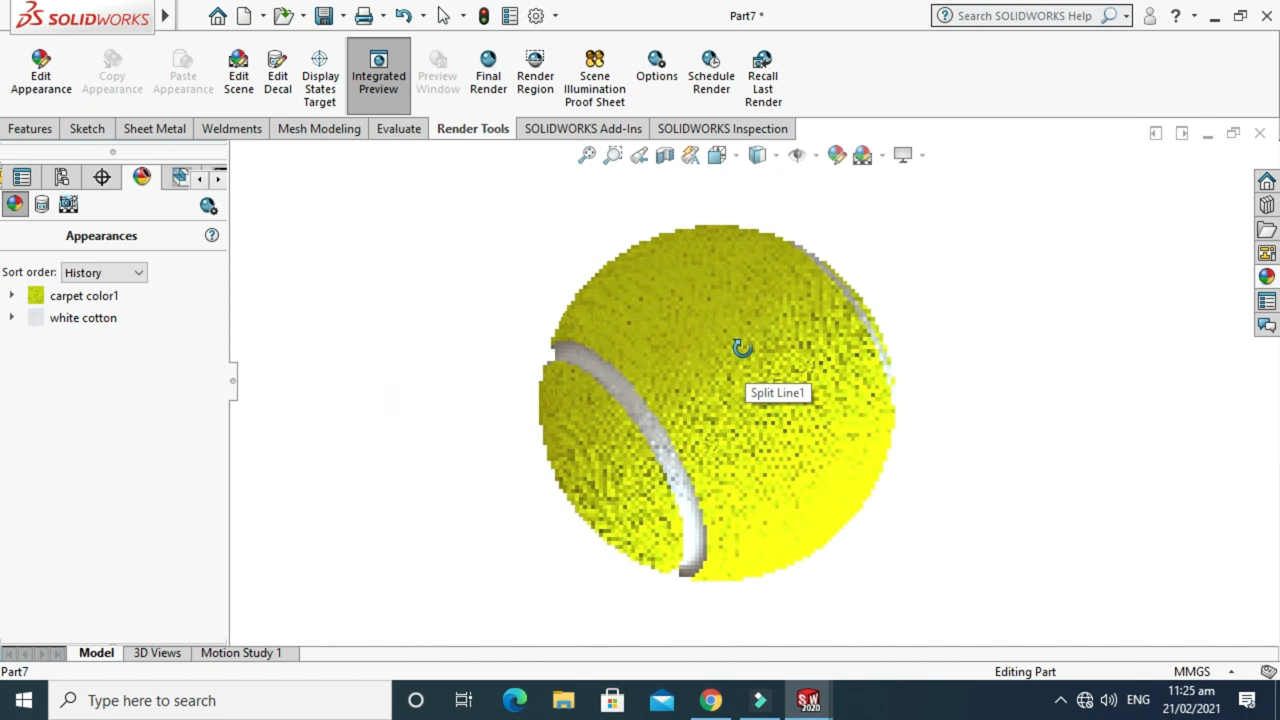 SOLIDWORKS
Part7 *
Search SOLIDWORKS Help
?
Edit Appearance
Copy Appearance
Paste Appearance
Edit Scene
Edit Decal
Display States Target
Integrated Preview
Preview Window
Final Render
Render Region
Scene Illumination Proof Sheet
Options
Schedule Render
Recall Last Render
Features
Sketch
Sheet Metal
Weldments
Mesh Modeling
Evaluate
Render Tools
SOLIDWORKS Add-Ins
SOLIDWORKS Inspection
Appearances
?
Sort order: History
carpet color1
white cotton
Split Line1
Model
3D Views
Motion Study 1
Part7
Editing Part
MMGS
Type here to search
SW
2020
ENG
11:25 am
21/02/2021